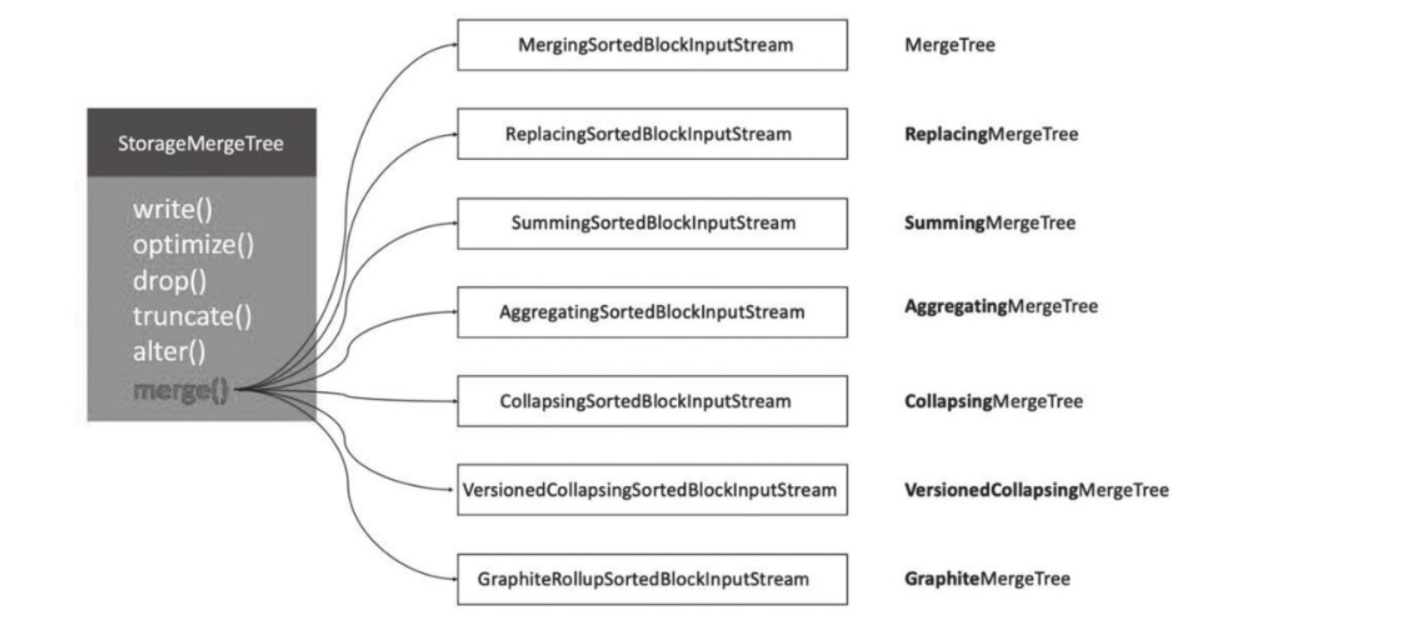 MergingSortedBlockInputStream MergeTree
StorageMergeTree
ReplacingSortedBlockInputStream ReplacingMergeTree
write()
optimize()
drop()
truncate()
alter()
merge()
SummingSortedBlockInputStream SummingMergeTree
AggregatingSortedBlockInputStream AggregatingMergeTree
CollapsingSortedBlockInputStream CollapsingMergeTree
VersionedCollapsingSortedBlockInputStream VersionedCollapsingMergeTree
GraphiteRollupSortedBlockInputStream GraphiteMergeTree